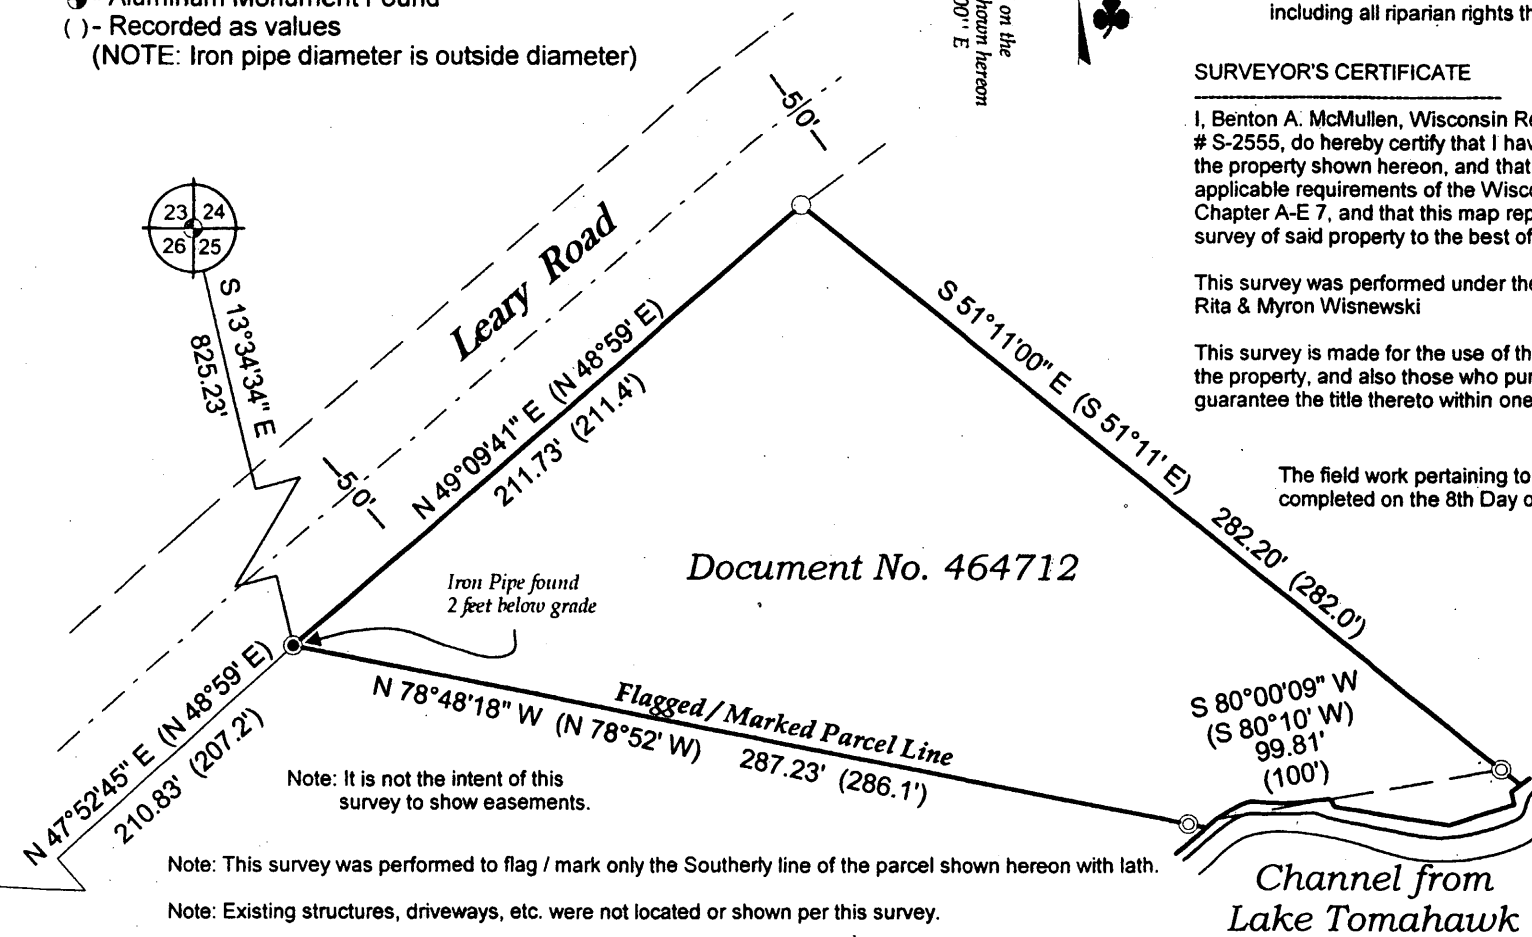 Aluminum Monument Found
( )- Recorded as values
(NOTE: Iron pipe diameter is outside diameter)
on the
hown hereon
00" E
including all riparian rights th
SURVEYOR'S CERTIFICATE
I, Benton A. McMullen, Wisconsin Re
# S-2555, do hereby certify that I hav
the property shown hereon, and that
applicable requirements of the Wisc
Chapter A-E 7, and that this map rep
survey of said property to the best of
This survey was performed under the
Rita & Myron Wisnewski
This survey is made for the use of th
the property, and also those who pur
guarantee the title thereto within one
The field work pertaining to
completed on the 8th Day o
50'
23 24
26 25
S 13°34'34" E
825.23'
Leary Road
50'
N 49°09'41" E (N 48°59' E)
211.73' (211.4')
S 51°11'00" E (S 51°11' E)
282.20' (282.0')
Document No. 464712
Iron Pipe found
2 feet below grade
N 47°52'45" E (N 48°59' E)
210.83' (207.2')
Flagged / Marked Parcel Line
N 78°48'18" W (N 78°52' W)
287.23' (286.1')
S 80°00'09" W
(S 80°10' W)
99.81'
(100')
Note: It is not the intent of this
survey to show easements.
Note: This survey was performed to flag / mark only the Southerly line of the parcel shown hereon with lath.
Note: Existing structures, driveways, etc. were not located or shown per this survey.
Channel from
Lake Tomahawk